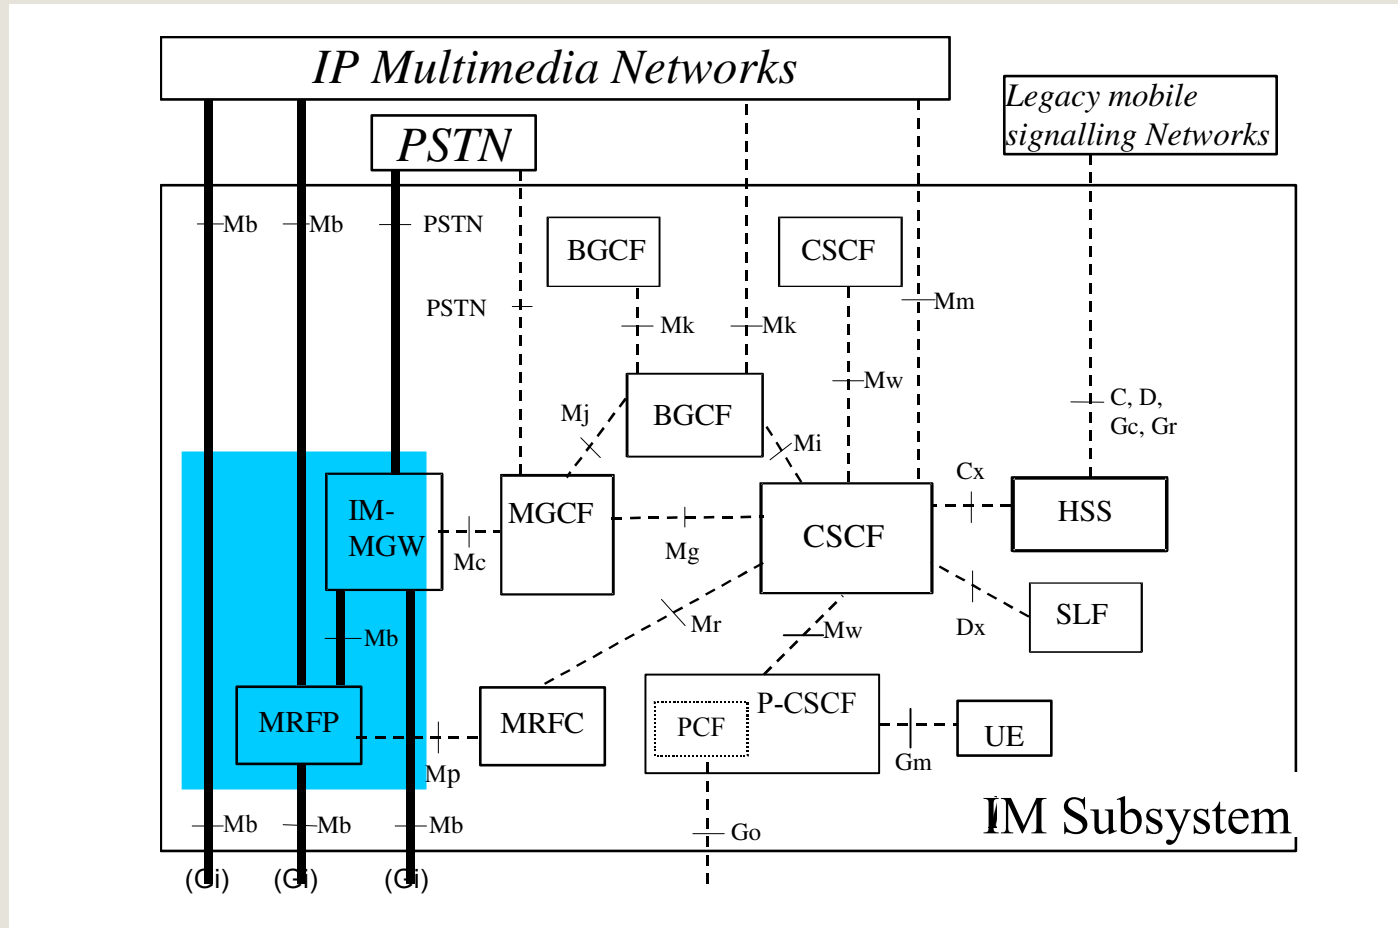 IP Multimedia Networks
Legacy mobile
signalling Networks
PSTN
Mb
Mb
PSTN
BGCF
CSCF
PSTN
Mk
Mk
Mm
Mw
C, D,
Gc, Gr
Mj
BGCF
Mi
Cx
IM-
MGW
MGCF
CSCF
HSS
Mc
Mg
Mb
Mr
Mw
Dx
SLF
MRFP
MRFC
PCF
P-CSCF
UE
Mp
Gm
Mb
Mb
Mb
Go
IM Subsystem
(Gi)
(Gi)
(Gi)